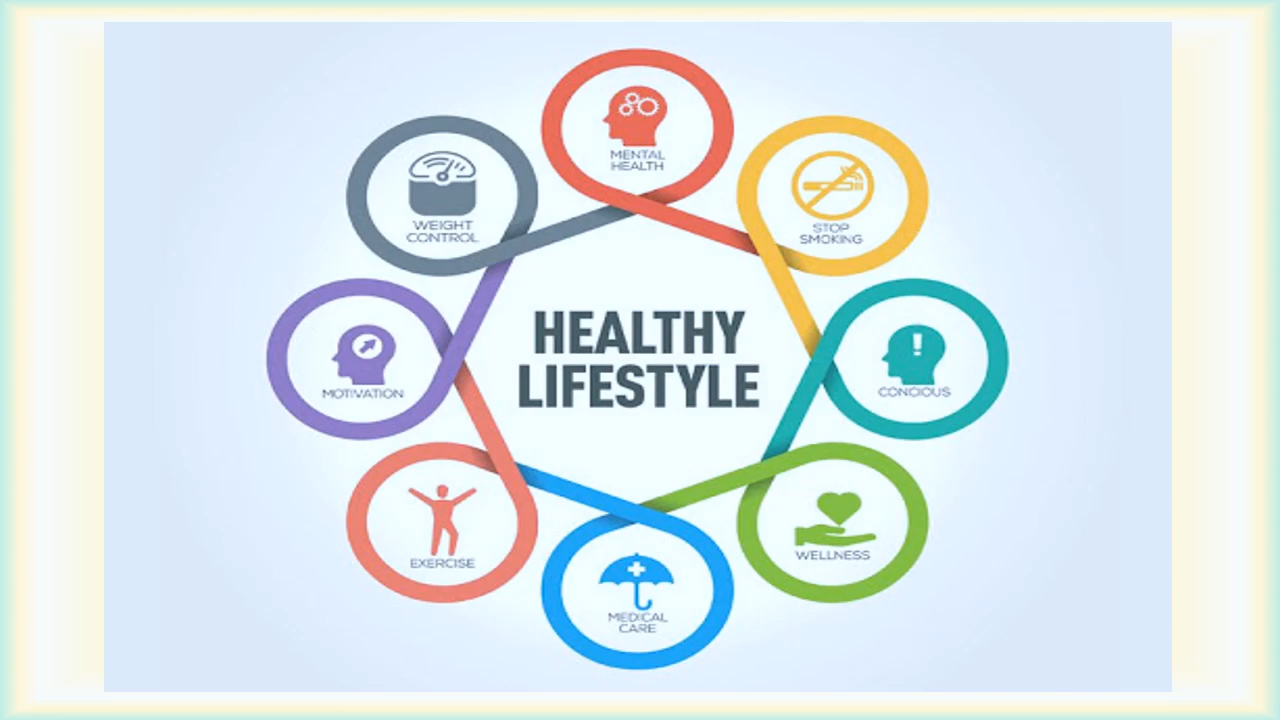 MENTAL
HEALTH
STOP
SMOKING
CONCIOUS
WELLNESS
MEDICAL
CARE
EXERCISE
MOTIVATION
WEIGHT
CONTROL
HEALTHY
LIFESTYLE